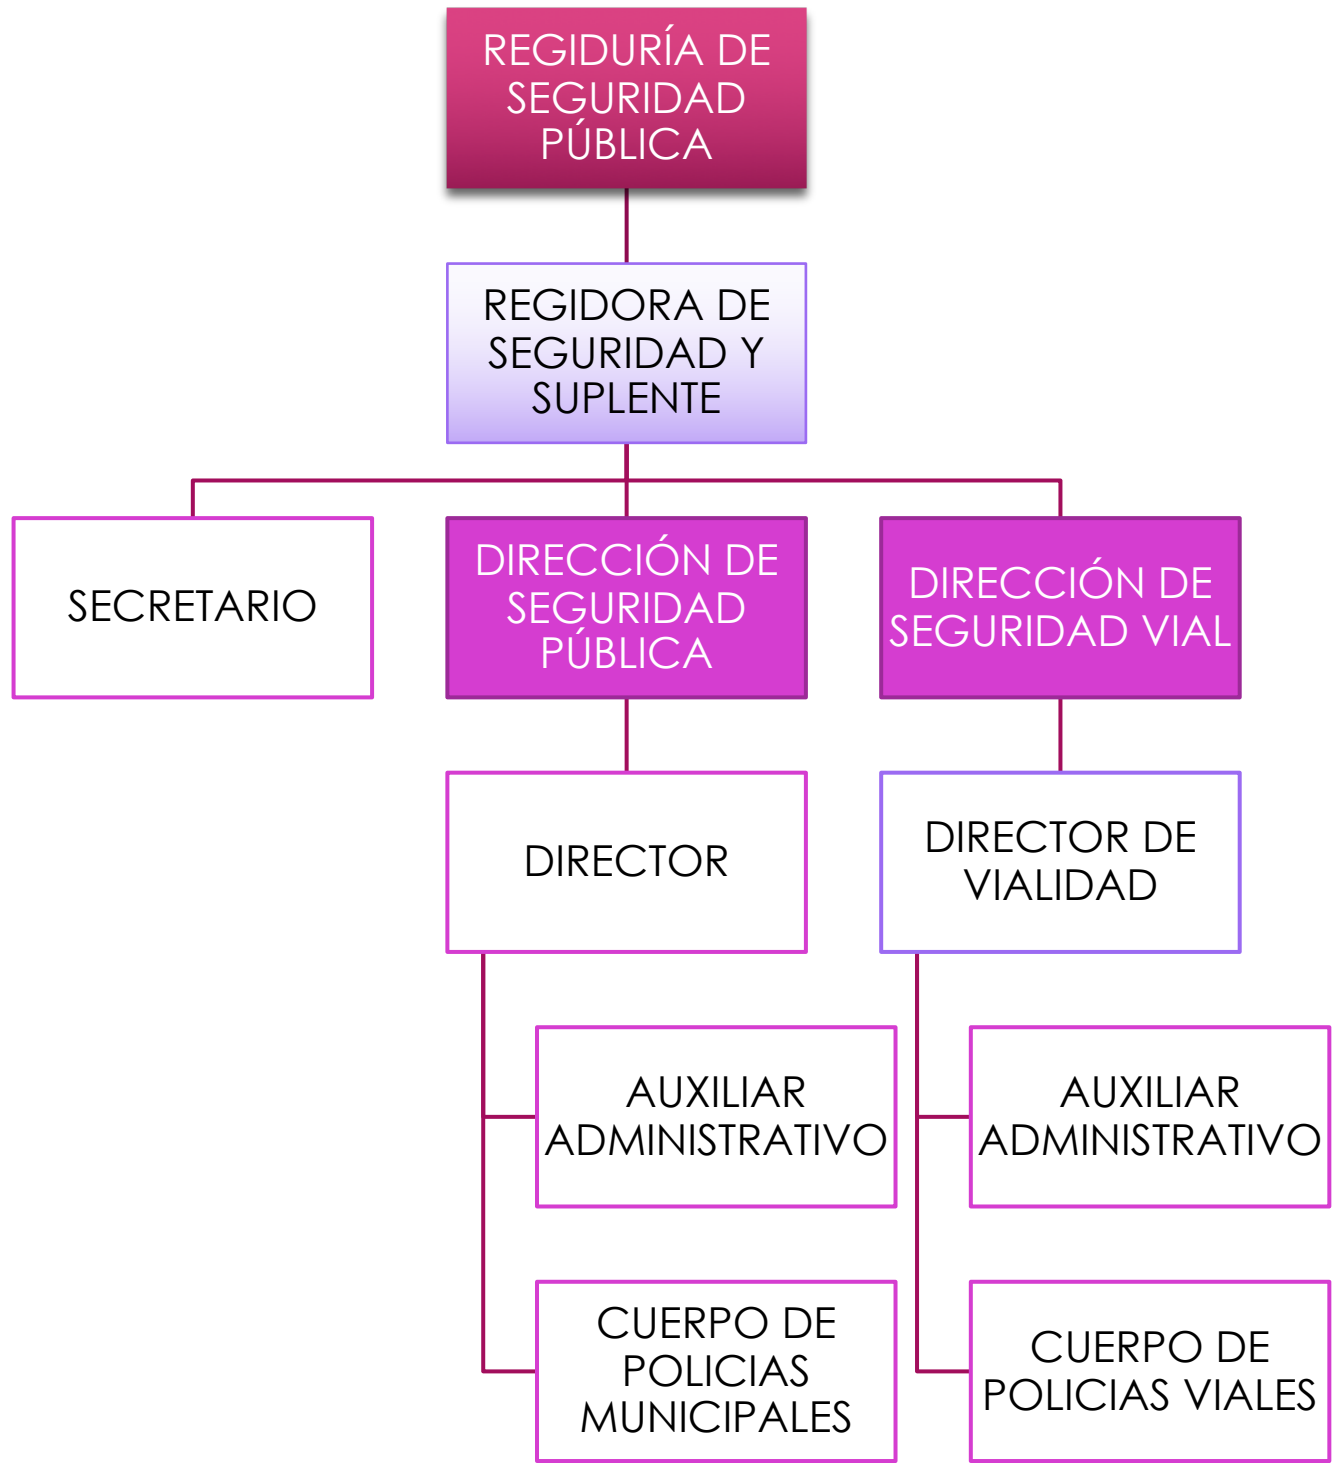 REGIDURÍA DE
SEGURIDAD
PÚBLICA
REGIDORA DE
SEGURIDAD Y
SUPLENTE
SECRETARIO
DIRECCIÓN DE
SEGURIDAD
PÚBLICA
DIRECCIÓN DE
SEGURIDAD VIAL
DIRECTOR
DIRECTOR DE
VIALIDAD
AUXILIAR
ADMINISTRATIVO
AUXILIAR
ADMINISTRATIVO
CUERPO DE
POLICIAS
MUNICIPALES
CUERPO DE
POLICIAS VIALES